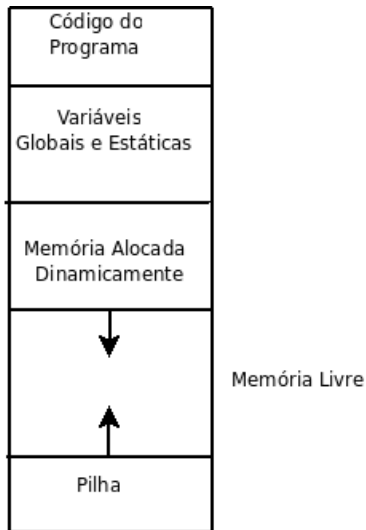 Código do
Programa
Variáveis
Globais e Estáticas
Memória Alocada
Dinamicamente
Memória Livre
Pilha